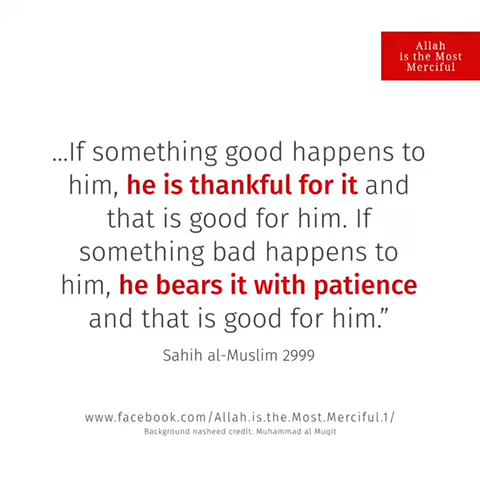 Allah
is the Most
Merciful
...If something good happens to
him, he is thankful for it and
that is good for him. If
something bad happens to
him, he bears it with patience
and that is good for him.”
Sahih al-Muslim 2999
www.facebook.com/Allah.is.the.Most.Merciful.1/
Background nasheed credit: Muhammad al Muqit